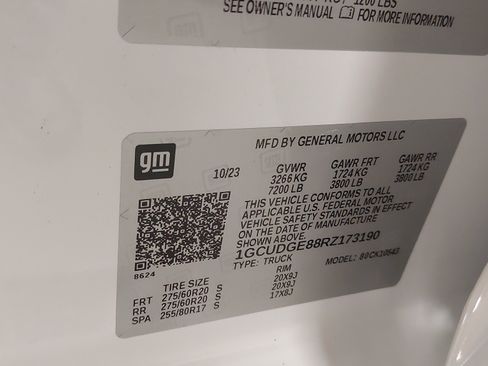 1200 LBS
SEE OWNER'S MANUAL FOR MORE INFORMATION
MFD BY GENERAL MOTORS LLC
gm
10/23 GVWR GAWR FRT GAWR RR
3266 KG 1724 KG 1724 KG
7200 LB 3800 LB 3800 LB
THIS VEHICLE CONFORMS TO ALL
APPLICABLE U.S. FEDERAL MOTOR
VEHICLE SAFETY STANDARDS IN EFFECT
ON THE DATE OF MANUFACTURE
SHOWN ABOVE.
1GCUDGE88RZ173190
TYPE: TRUCK MODEL: 80CK10543
8624
TIRE SIZE RIM
FRT 275/60R20 S 20X9J
RR 275/60R20 S 20X9J
SPA 255/80R17 S 17X8J